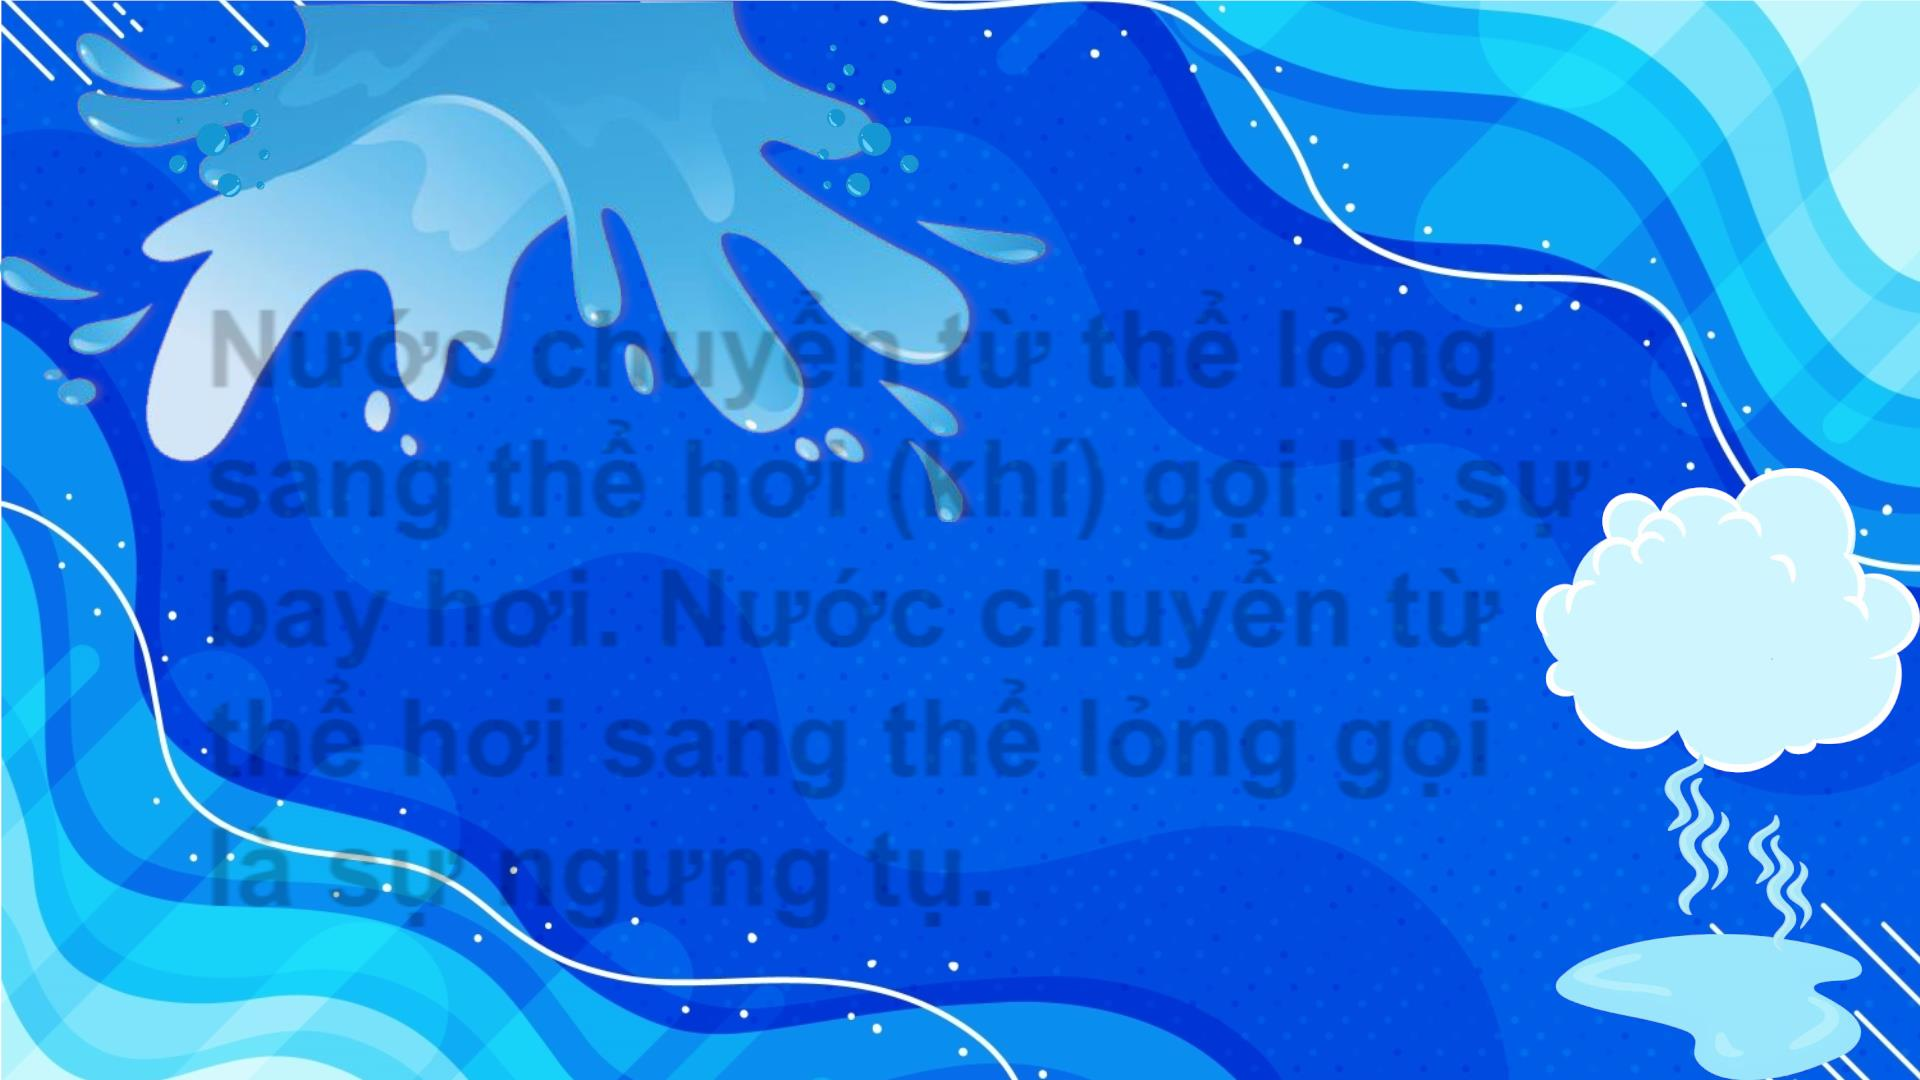 Nước chuyển từ thể lỏng
sang thể hơi (khí) gọi là sự
bay hơi. Nước chuyển từ
thể hơi sang thể lỏng gọi
là sự ngưng tụ.